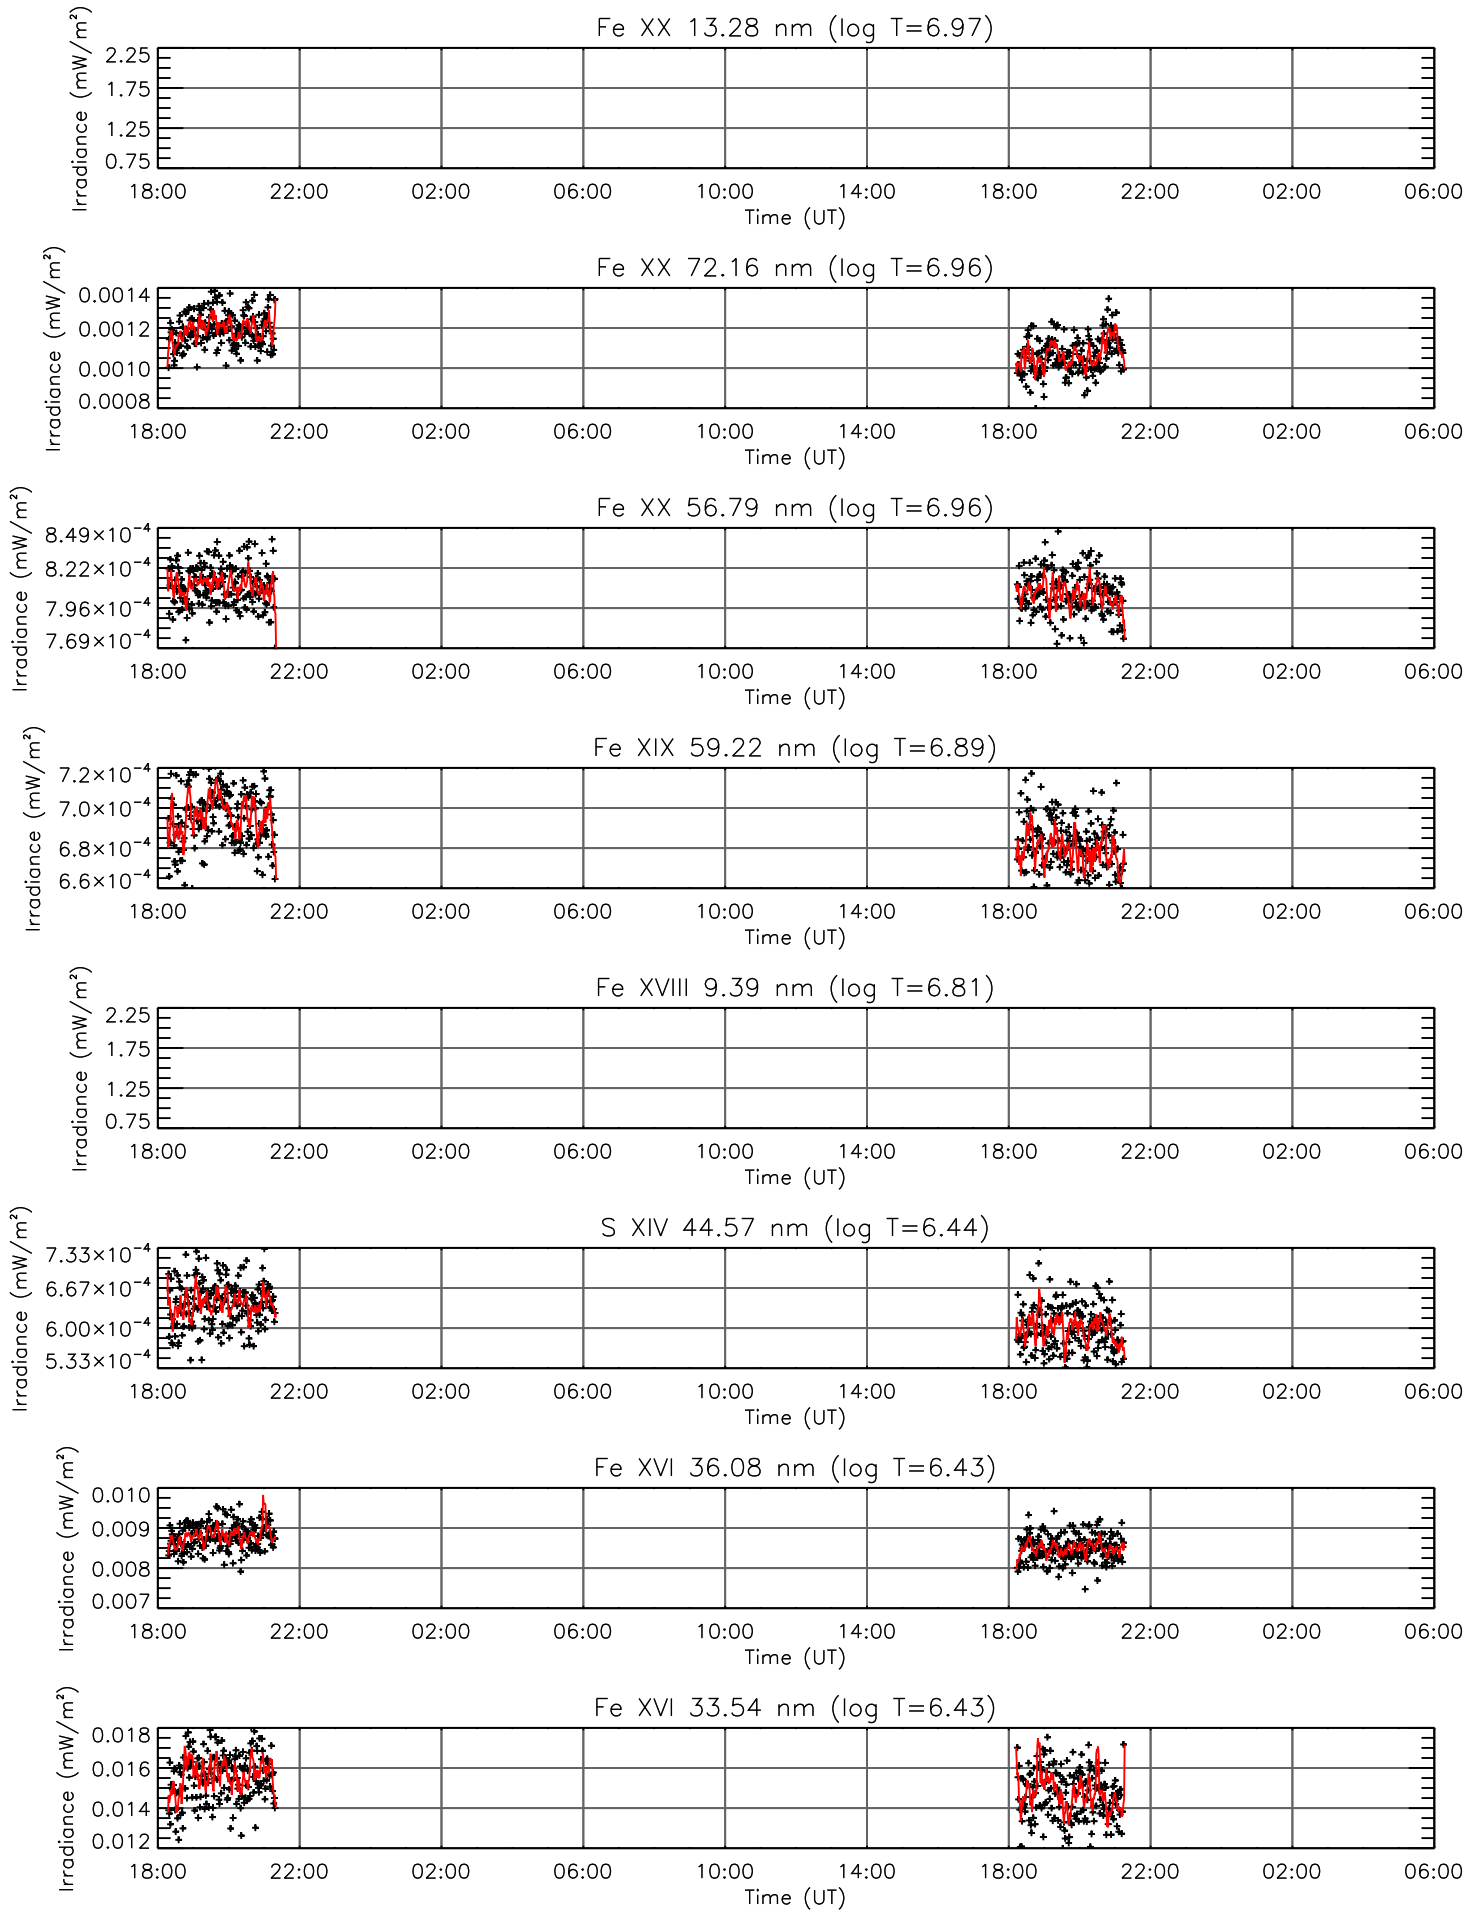 Fe XX 13.28 nm (log T=6.97)
Irradiance (mW/m²)
2.25
1.75
1.25
0.75
18:00 22:00 02:00 06:00 10:00 14:00 18:00 22:00 02:00 06:00
Time (UT)
Fe XX 72.16 nm (log T=6.96)
Irradiance (mW/m²)
0.0014
0.0012
0.0010
0.0008
18:00 22:00 02:00 06:00 10:00 14:00 18:00 22:00 02:00 06:00
Time (UT)
Fe XX 56.79 nm (log T=6.96)
Irradiance (mW/m²)
8.49×10⁻⁴
8.22×10⁻⁴
7.96×10⁻⁴
7.69×10⁻⁴
18:00 22:00 02:00 06:00 10:00 14:00 18:00 22:00 02:00 06:00
Time (UT)
Fe XIX 59.22 nm (log T=6.89)
Irradiance (mW/m²)
7.2×10⁻⁴
7.0×10⁻⁴
6.8×10⁻⁴
6.6×10⁻⁴
18:00 22:00 02:00 06:00 10:00 14:00 18:00 22:00 02:00 06:00
Time (UT)
Fe XVIII 9.39 nm (log T=6.81)
Irradiance (mW/m²)
2.25
1.75
1.25
0.75
18:00 22:00 02:00 06:00 10:00 14:00 18:00 22:00 02:00 06:00
Time (UT)
S XIV 44.57 nm (log T=6.44)
Irradiance (mW/m²)
7.33×10⁻⁴
6.67×10⁻⁴
6.00×10⁻⁴
5.33×10⁻⁴
18:00 22:00 02:00 06:00 10:00 14:00 18:00 22:00 02:00 06:00
Time (UT)
Fe XVI 36.08 nm (log T=6.43)
Irradiance (mW/m²)
0.010
0.009
0.008
0.007
18:00 22:00 02:00 06:00 10:00 14:00 18:00 22:00 02:00 06:00
Time (UT)
Fe XVI 33.54 nm (log T=6.43)
Irradiance (mW/m²)
0.018
0.016
0.014
0.012
18:00 22:00 02:00 06:00 10:00 14:00 18:00 22:00 02:00 06:00
Time (UT)